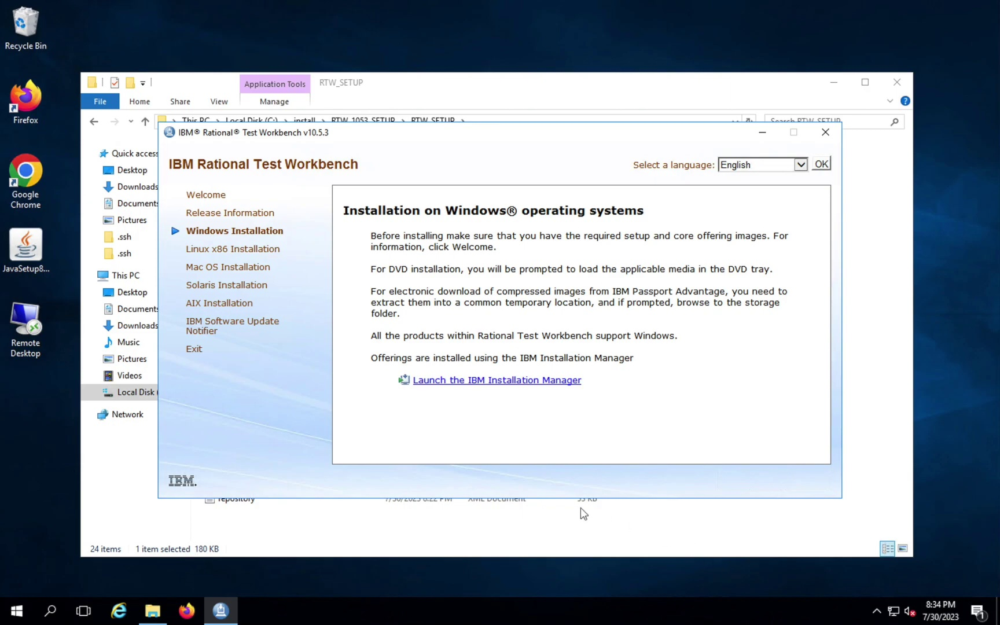 Recycle Bin
Firefox
Google
Chrome
JavaSetup8...
Remote
Desktop
Application Tools
RTW_SETUP
File
Home
Share
View
Manage
This PC
Local Disk (C:)
install
RTW_1053_SETUP
RTW_SETUP
Search RTW_SETUP
Quick access
Desktop
Downloads
Documents
Pictures
.ssh
.ssh
This PC
Desktop
Documents
Downloads
Music
Pictures
Videos
Local Disk (
Network
IBM® Rational® Test Workbench v10.5.3
IBM Rational Test Workbench
Select a language:
English
OK
Welcome
Release Information
Windows Installation
Linux x86 Installation
Mac OS Installation
Solaris Installation
AIX Installation
IBM Software Update
Notifier
Exit
Installation on Windows® operating systems
Before installing make sure that you have the required setup and core offering images. For
information, click Welcome.
For DVD installation, you will be prompted to load the applicable media in the DVD tray.
For electronic download of compressed images from IBM Passport Advantage, you need to
extract them into a common temporary location, and if prompted, browse to the storage
folder.
All the products within Rational Test Workbench support Windows.
Offerings are installed using the IBM Installation Manager
Launch the IBM Installation Manager
IBM.
repository
7/30/2023 8:22 PM
XML Document
24 items
1 item selected 180 KB
8:34 PM
7/30/2023
1